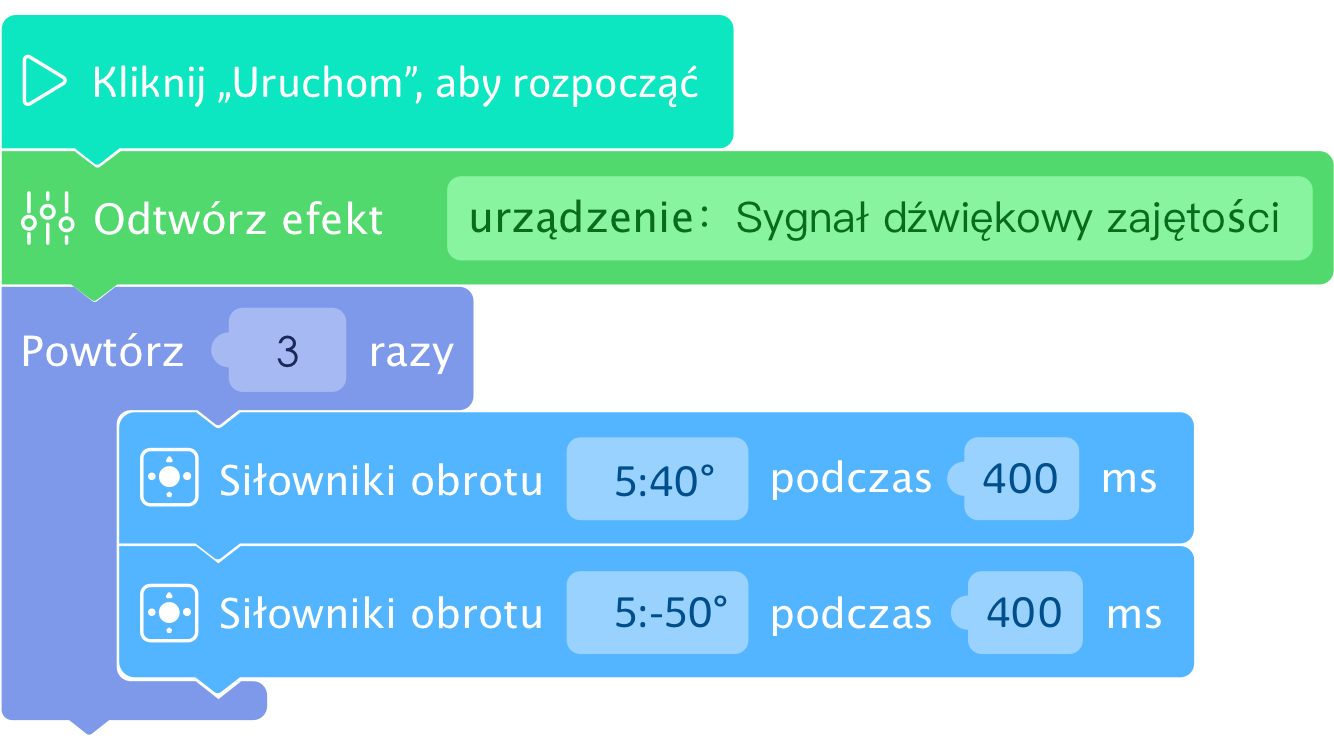 Kliknij „Uruchom”, aby rozpocząć
Odtwórz efekt urządzenie: Sygnał dźwiękowy zajętości
Powtórz 3 razy
Siłowniki obrotu 5:40° podczas 400 ms
Siłowniki obrotu 5:-50° podczas 400 ms